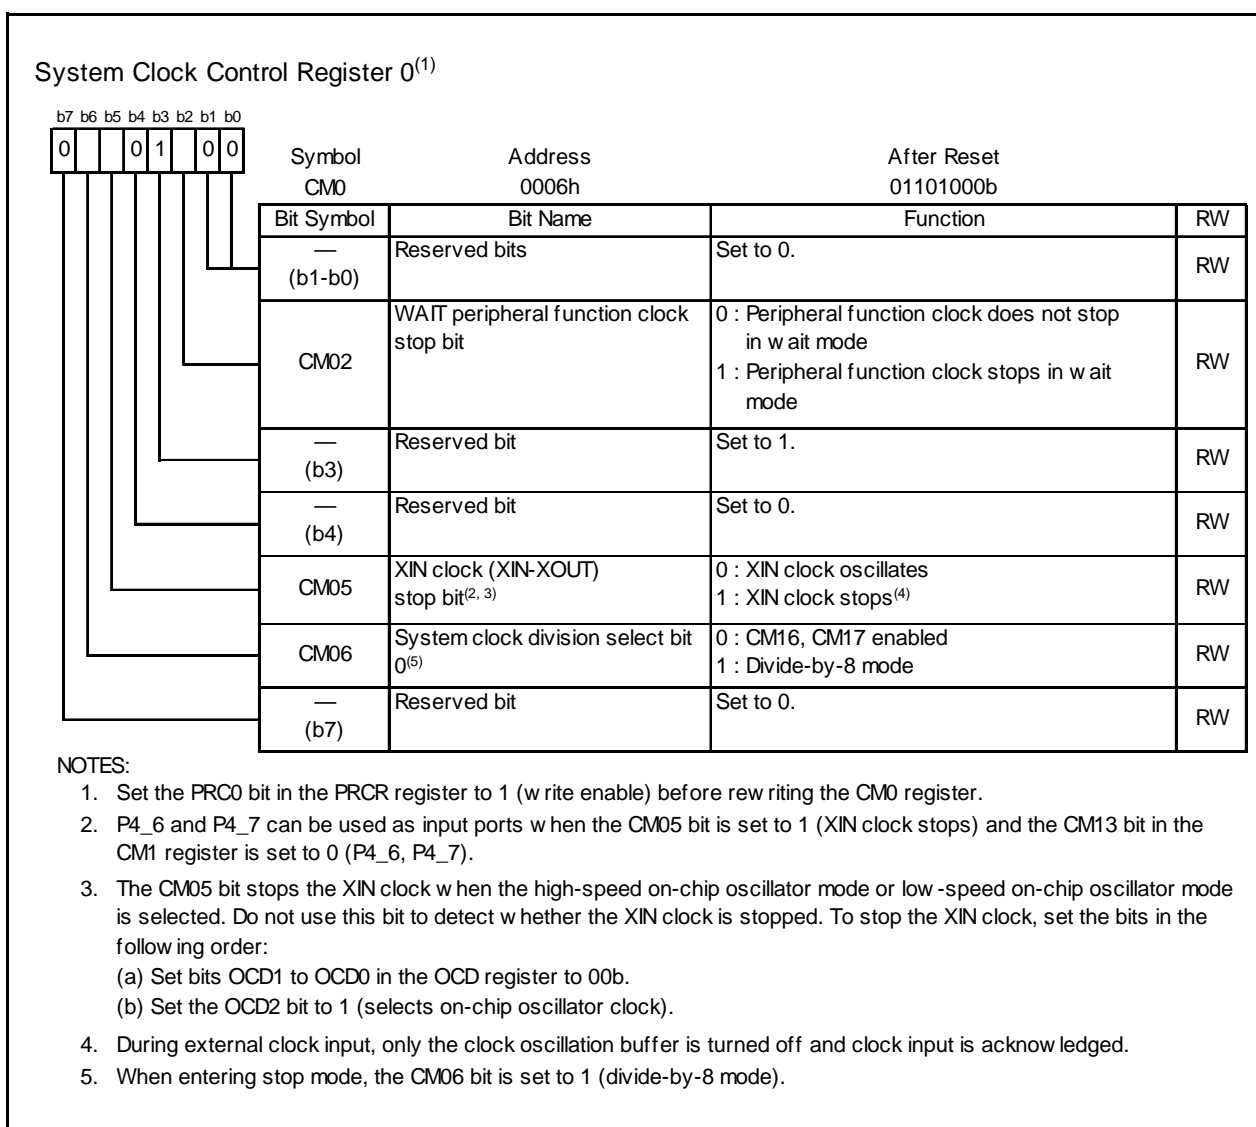 System Clock Control Register 0(1)
b7 b6 b5 b4 b3 b2 b1 b0
0 0 1 0 0
Symbol Address After Reset
CM0 0006h 01101000b
Bit Symbol Bit Name Function RW
— Reserved bits Set to 0. RW
(b1-b0)
CM02 WAIT peripheral function clock 0 : Peripheral function clock does not stop RW
stop bit in wait mode
1 : Peripheral function clock stops in wait
mode
— Reserved bit Set to 1. RW
(b3)
— Reserved bit Set to 0. RW
(b4)
CM05 XIN clock (XIN-XOUT) 0 : XIN clock oscillates RW
stop bit(2, 3) 1 : XIN clock stops(4)
CM06 System clock division select bit 0 : CM16, CM17 enabled RW
0(5) 1 : Divide-by-8 mode
— Reserved bit Set to 0. RW
(b7)
NOTES:
1. Set the PRC0 bit in the PRCR register to 1 (write enable) before rewriting the CM0 register.
2. P4_6 and P4_7 can be used as input ports when the CM05 bit is set to 1 (XIN clock stops) and the CM13 bit in the
CM1 register is set to 0 (P4_6, P4_7).
3. The CM05 bit stops the XIN clock when the high-speed on-chip oscillator mode or low-speed on-chip oscillator mode
is selected. Do not use this bit to detect whether the XIN clock is stopped. To stop the XIN clock, set the bits in the
following order:
(a) Set bits OCD1 to OCD0 in the OCD register to 00b.
(b) Set the OCD2 bit to 1 (selects on-chip oscillator clock).
4. During external clock input, only the clock oscillation buffer is turned off and clock input is acknowledged.
5. When entering stop mode, the CM06 bit is set to 1 (divide-by-8 mode).